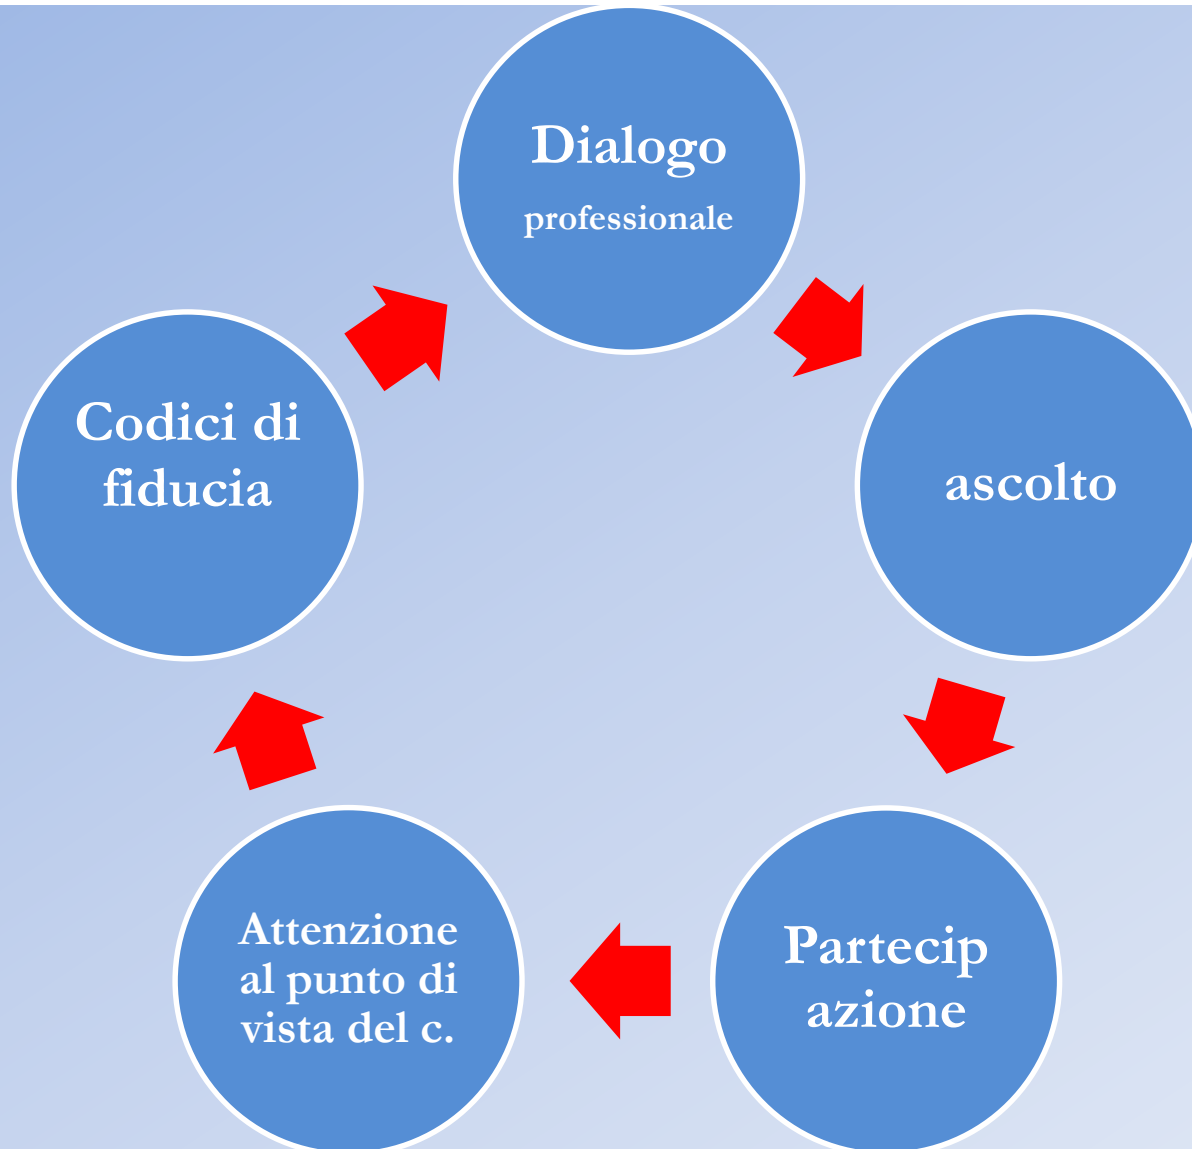 Dialogo
professionale
ascolto
Partecip
azione
Attenzione
al punto di
vista del c.
Codici di
fiducia